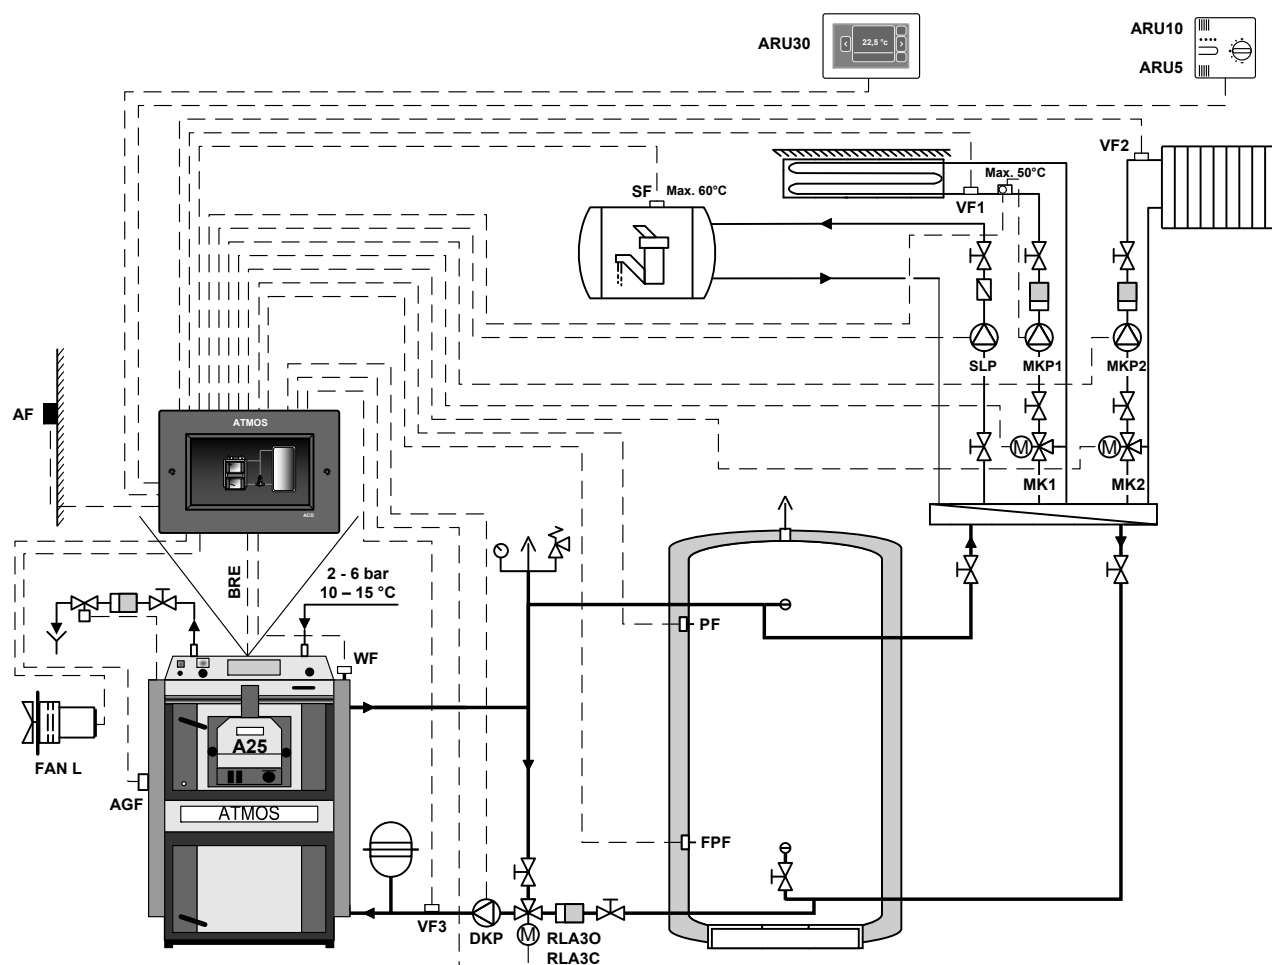 ARU30
22,5 °c
ARU10
ARU5
VF2
Max. 50°C
SF
Max. 60°C
VF1
SLP
MKP1
MKP2
AF
ATMOS
M
M
MK1
MK2
ACD
BRE
2 - 6 bar
10 – 15 °C
PF
WF
A25
FAN L
AGF
ATMOS
FPF
VF3
DKP
M
RLA3O
RLA3C